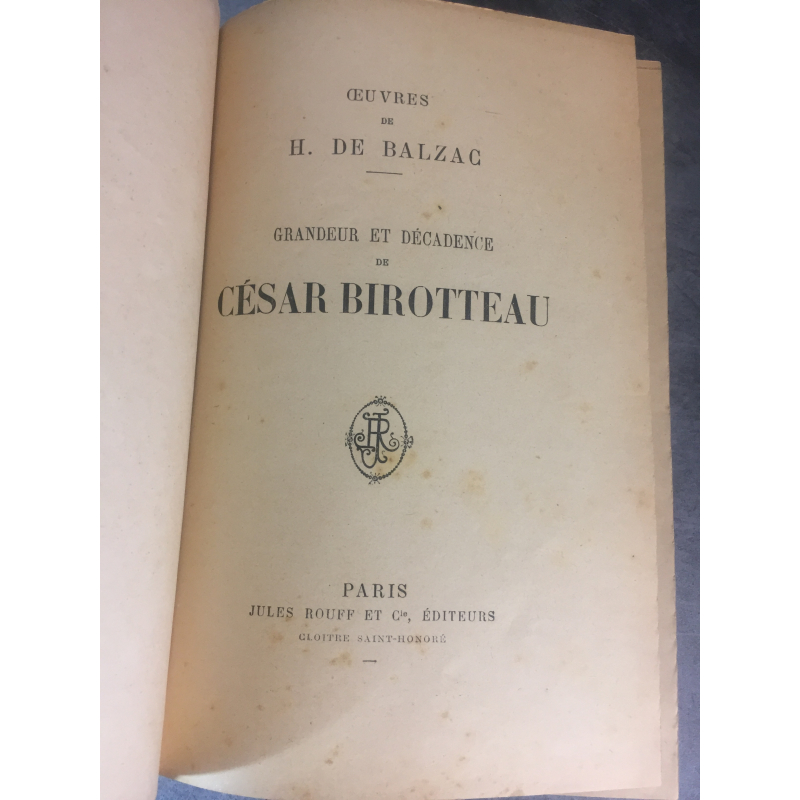 ŒUVRES
DE
H. DE BALZAC
GRANDEUR ET DÉCADENCE
DE
CÉSAR BIROTTEAU
JR
PARIS
JULES ROUFF ET Cie, ÉDITEURS
CLOITRE SAINT-HONORÉ